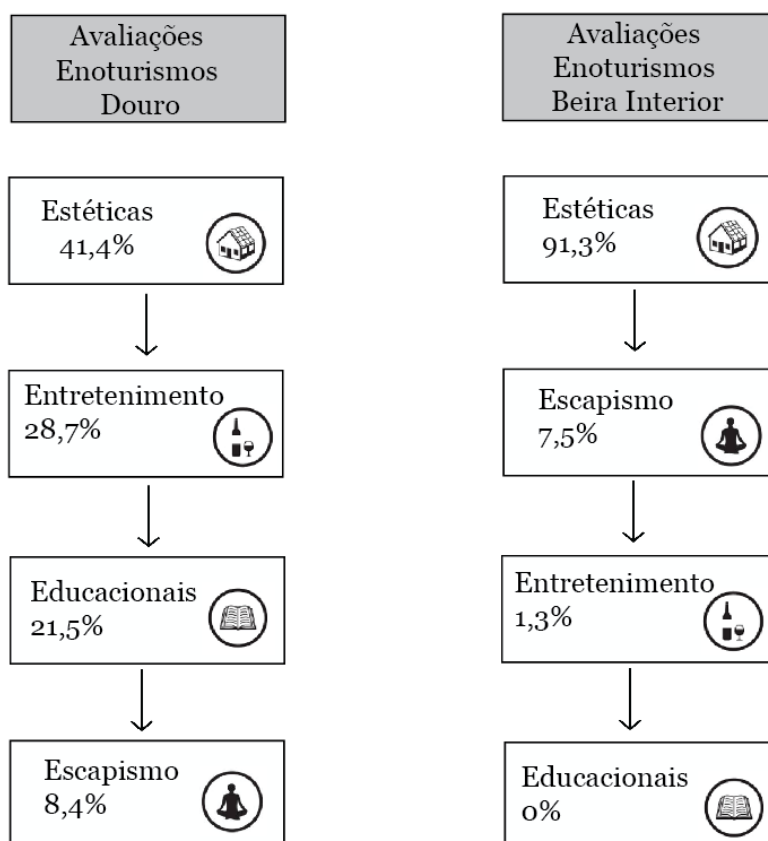 Avaliações
Enoturismos
Douro
Estéticas
41,4%
Entretenimento
28,7%
Educacionais
21,5%
Escapismo
8,4%
Avaliações
Enoturismos
Beira Interior
Estéticas
91,3%
Escapismo
7,5%
Entretenimento
1,3%
Educacionais
0%